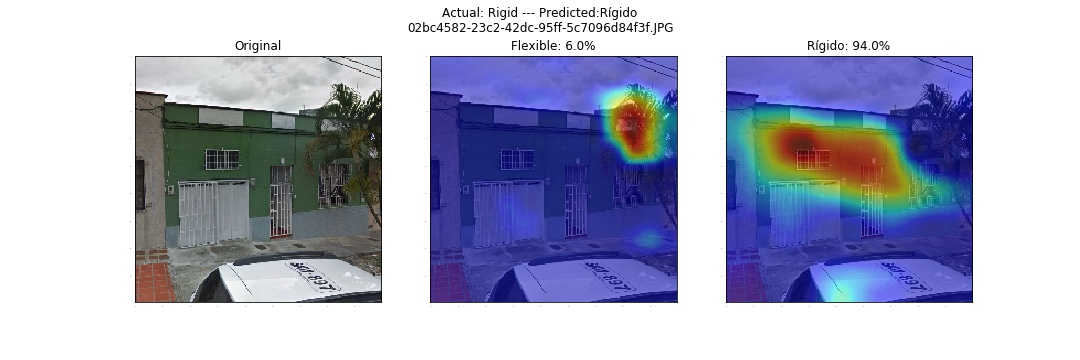 Actual: Rigid --- Predicted:Rígido
02bc4582-23c2-42dc-95ff-5c7096d84f3f.JPG
Original
Flexible: 6.0%
Rígido: 94.0%